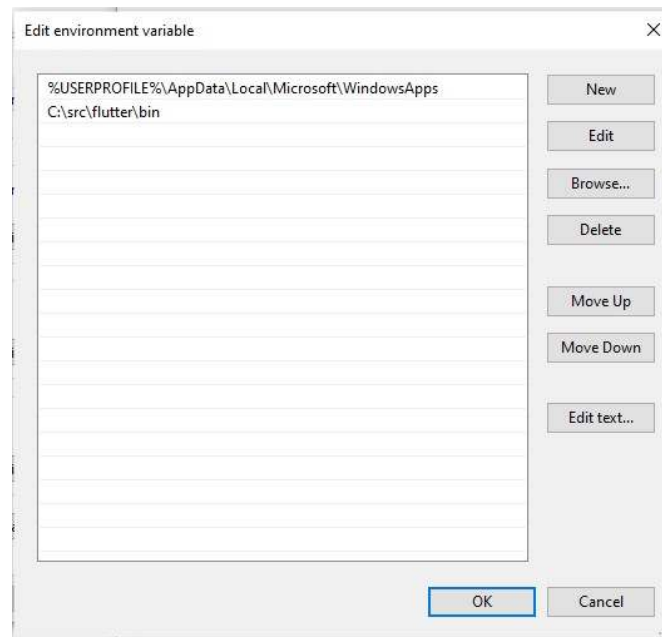 Edit environment variable
%USERPROFILE%\AppData\Local\Microsoft\WindowsApps
C:\src\flutter\bin
New
Edit
Browse...
Delete
Move Up
Move Down
Edit text...
OK
Cancel